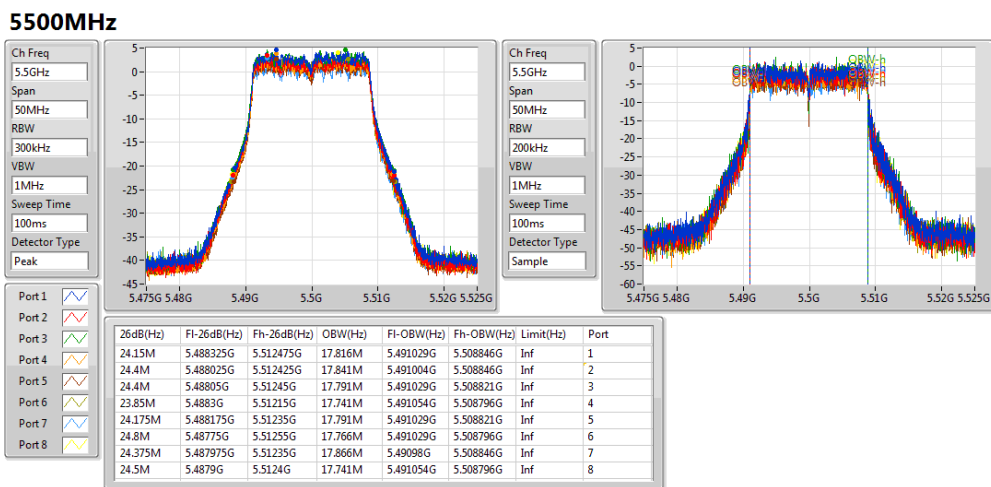 5500MHz
Ch Freq
5.5GHz
Span
50MHz
RBW
300kHz
VBW
1MHz
Sweep Time
100ms
Detector Type
Peak
5
0
-5
-10
-15
-20
-25
-30
-35
-40
-45
5.475G 5.48G 5.49G 5.5G 5.51G 5.52G 5.525G
Ch Freq
5.5GHz
Span
50MHz
RBW
200kHz
VBW
1MHz
Sweep Time
100ms
Detector Type
Sample
5
0
-5
-10
-15
-20
-25
-30
-35
-40
-45
-50
-55
-60
5.475G 5.48G 5.49G 5.5G 5.51G 5.52G 5.525G
Port 1
Port 2
Port 3
Port 4
Port 5
Port 6
Port 7
Port 8
26dB(Hz) Fl-26dB(Hz) Fh-26dB(Hz) OBW(Hz) Fl-OBW(Hz) Fh-OBW(Hz) Limit(Hz) Port
24.15M 5.488325G 5.512475G 17.816M 5.491029G 5.508846G Inf 1
24.4M 5.488025G 5.512425G 17.841M 5.491004G 5.508846G Inf 2
24.4M 5.48805G 5.51245G 17.791M 5.491029G 5.508821G Inf 3
23.85M 5.4883G 5.51215G 17.741M 5.491054G 5.508796G Inf 4
24.175M 5.488175G 5.51235G 17.791M 5.491029G 5.508821G Inf 5
24.8M 5.48775G 5.51255G 17.766M 5.491029G 5.508796G Inf 6
24.375M 5.487975G 5.51235G 17.866M 5.49098G 5.508846G Inf 7
24.5M 5.4879G 5.5124G 17.741M 5.491054G 5.508796G Inf 8